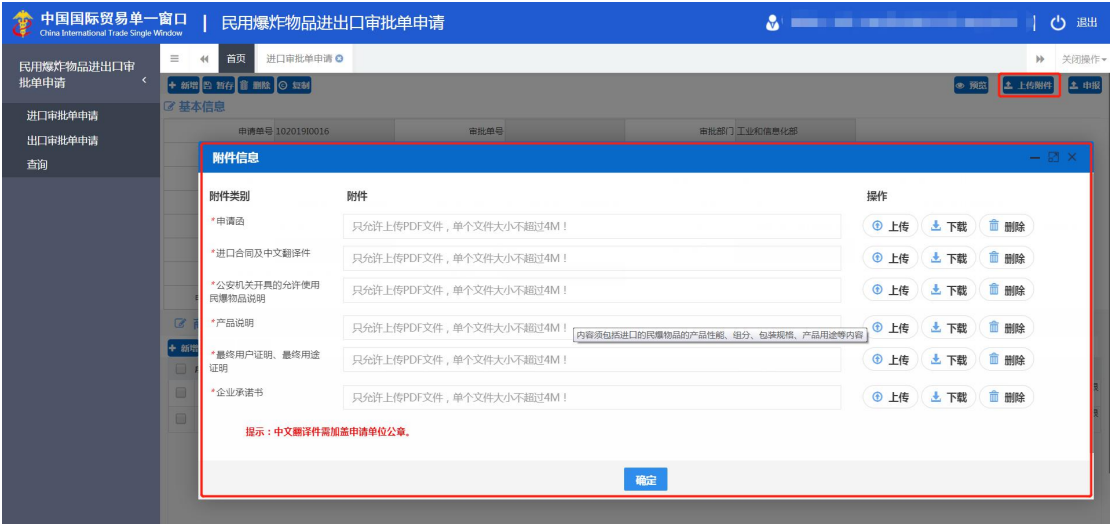 中国国际贸易单一窗口 | 民用爆炸物品进出口审批单申请
China International Trade Single Window
退出
民用爆炸物品进出口审
批单申请
进口审批单申请
出口审批单申请
查询
首页 进口审批单申请 关闭操作
新增 暂存 删除 复制 预览 上传附件 申报
基本信息
申请单号 10201910016 审批单号 审批部门 工业和信息化部
附件信息
附件类别 附件 操作
*申请函 只允许上传PDF文件，单个文件大小不超过4M！ 上传 下载 删除
*进口合同及中文翻译件 只允许上传PDF文件，单个文件大小不超过4M！ 上传 下载 删除
*公安机关开具的允许使用
民爆物品说明 只允许上传PDF文件，单个文件大小不超过4M！ 上传 下载 删除
*产品说明 只允许上传PDF文件，单个文件大小不超过4M！ 上传 下载 删除
内容须包括进口的民爆物品的产品性能、组分、包装规格、产品用途等内容
新增
*最终用户证明、最终用途
证明 只允许上传PDF文件，单个文件大小不超过4M！ 上传 下载 删除
*企业承诺书 只允许上传PDF文件，单个文件大小不超过4M！ 上传 下载 删除
提示：中文翻译件需加盖申请单位公章。
确定